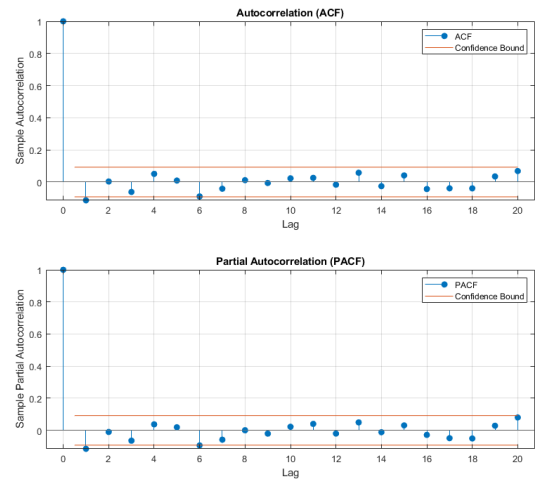 Autocorrelation (ACF)
Sample Autocorrelation
1
0.8
0.6
0.4
0.2
0
ACF
Confidence Bound
0 2 4 6 8 10 12 14 16 18 20
Lag
Partial Autocorrelation (PACF)
Sample Partial Autocorrelation
1
0.8
0.6
0.4
0.2
0
PACF
Confidence Bound
0 2 4 6 8 10 12 14 16 18 20
Lag